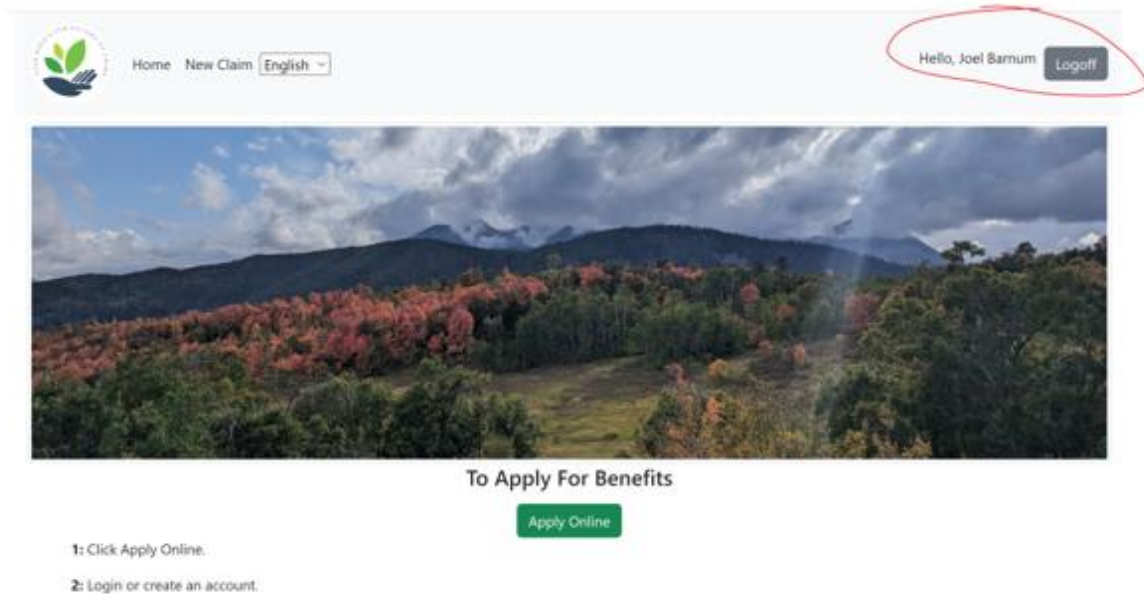 Home New Claim English
Hello, Joel Barnum Logoff
To Apply For Benefits
Apply Online
1: Click Apply Online.
2: Login or create an account.